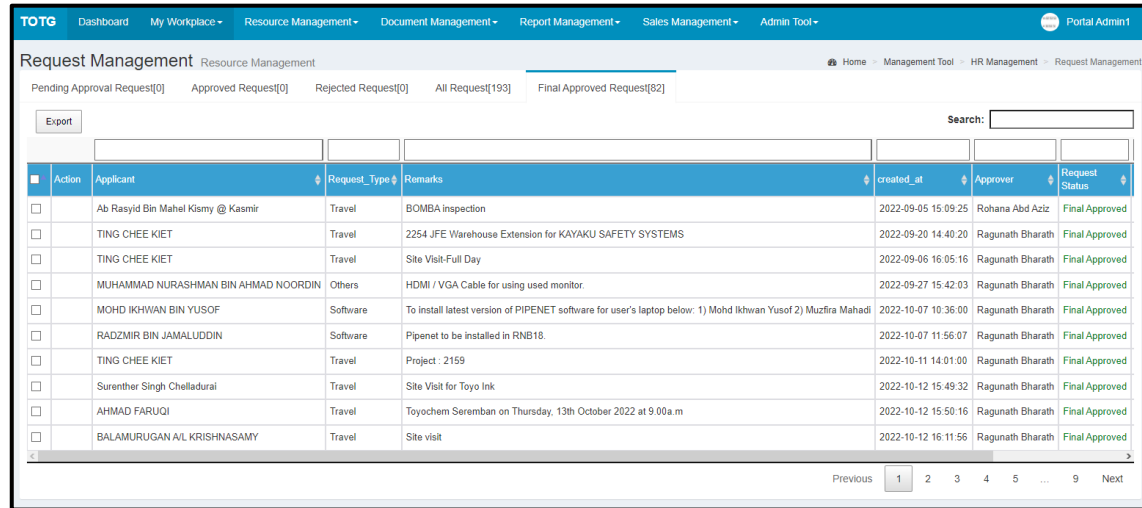 TOTG Dashboard My Workplace Resource Management Document Management Report Management Sales Management Admin Tool Portal Admin1
Request Management Resource Management Home > Management Tool > HR Management > Request Management
Pending Approval Request[0] Approved Request[0] Rejected Request[0] All Request[193] Final Approved Request[82]
Export Search:
Action Applicant Request_Type Remarks created_at Approver Request Status
Ab Rasyid Bin Mahel Kismy @ Kasmir Travel BOMBA inspection 2022-09-05 15:09:25 Rohana Abd Aziz Final Approved
TING CHEE KIET Travel 2254 JFE Warehouse Extension for KAYAKU SAFETY SYSTEMS 2022-09-20 14:40:20 Ragunath Bharath Final Approved
TING CHEE KIET Travel Site Visit-Full Day 2022-09-06 16:05:16 Ragunath Bharath Final Approved
MUHAMMAD NURASHMAN BIN AHMAD NOORDIN Others HDMI / VGA Cable for using used monitor. 2022-09-27 15:42:03 Ragunath Bharath Final Approved
MOHD IKHWAN BIN YUSOF Software To install latest version of PIPENET software for user's laptop below: 1) Mohd Ikhwan Yusof 2) Muzfira Mahadi 2022-10-07 10:36:00 Ragunath Bharath Final Approved
RADZMIR BIN JAMALUDDIN Software Pipenet to be installed in RNB18. 2022-10-07 11:56:07 Ragunath Bharath Final Approved
TING CHEE KIET Travel Project : 2159 2022-10-11 14:01:00 Ragunath Bharath Final Approved
Surenther Singh Chelladurai Travel Site Visit for Toyo Ink 2022-10-12 15:49:32 Ragunath Bharath Final Approved
AHMAD FARUQI Travel Toyochem Seremban on Thursday, 13th October 2022 at 9.00a.m 2022-10-12 15:50:16 Ragunath Bharath Final Approved
BALAMURUGAN A/L KRISHNASAMY Travel Site visit 2022-10-12 16:11:56 Ragunath Bharath Final Approved
Previous 1 2 3 4 5 ... 9 Next